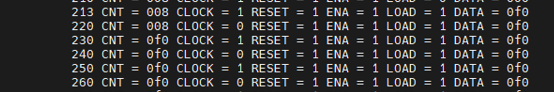 213 CNT = 008 CLOCK = 1 RESET = 1 ENA = 1 LOAD = 1 DATA = 0f0
220 CNT = 008 CLOCK = 0 RESET = 1 ENA = 1 LOAD = 1 DATA = 0f0
230 CNT = 0f0 CLOCK = 1 RESET = 1 ENA = 1 LOAD = 1 DATA = 0f0
240 CNT = 0f0 CLOCK = 0 RESET = 1 ENA = 1 LOAD = 1 DATA = 0f0
250 CNT = 0f0 CLOCK = 1 RESET = 1 ENA = 1 LOAD = 1 DATA = 0f0
260 CNT = 0f0 CLOCK = 0 RESET = 1 ENA = 1 LOAD = 1 DATA = 0f0